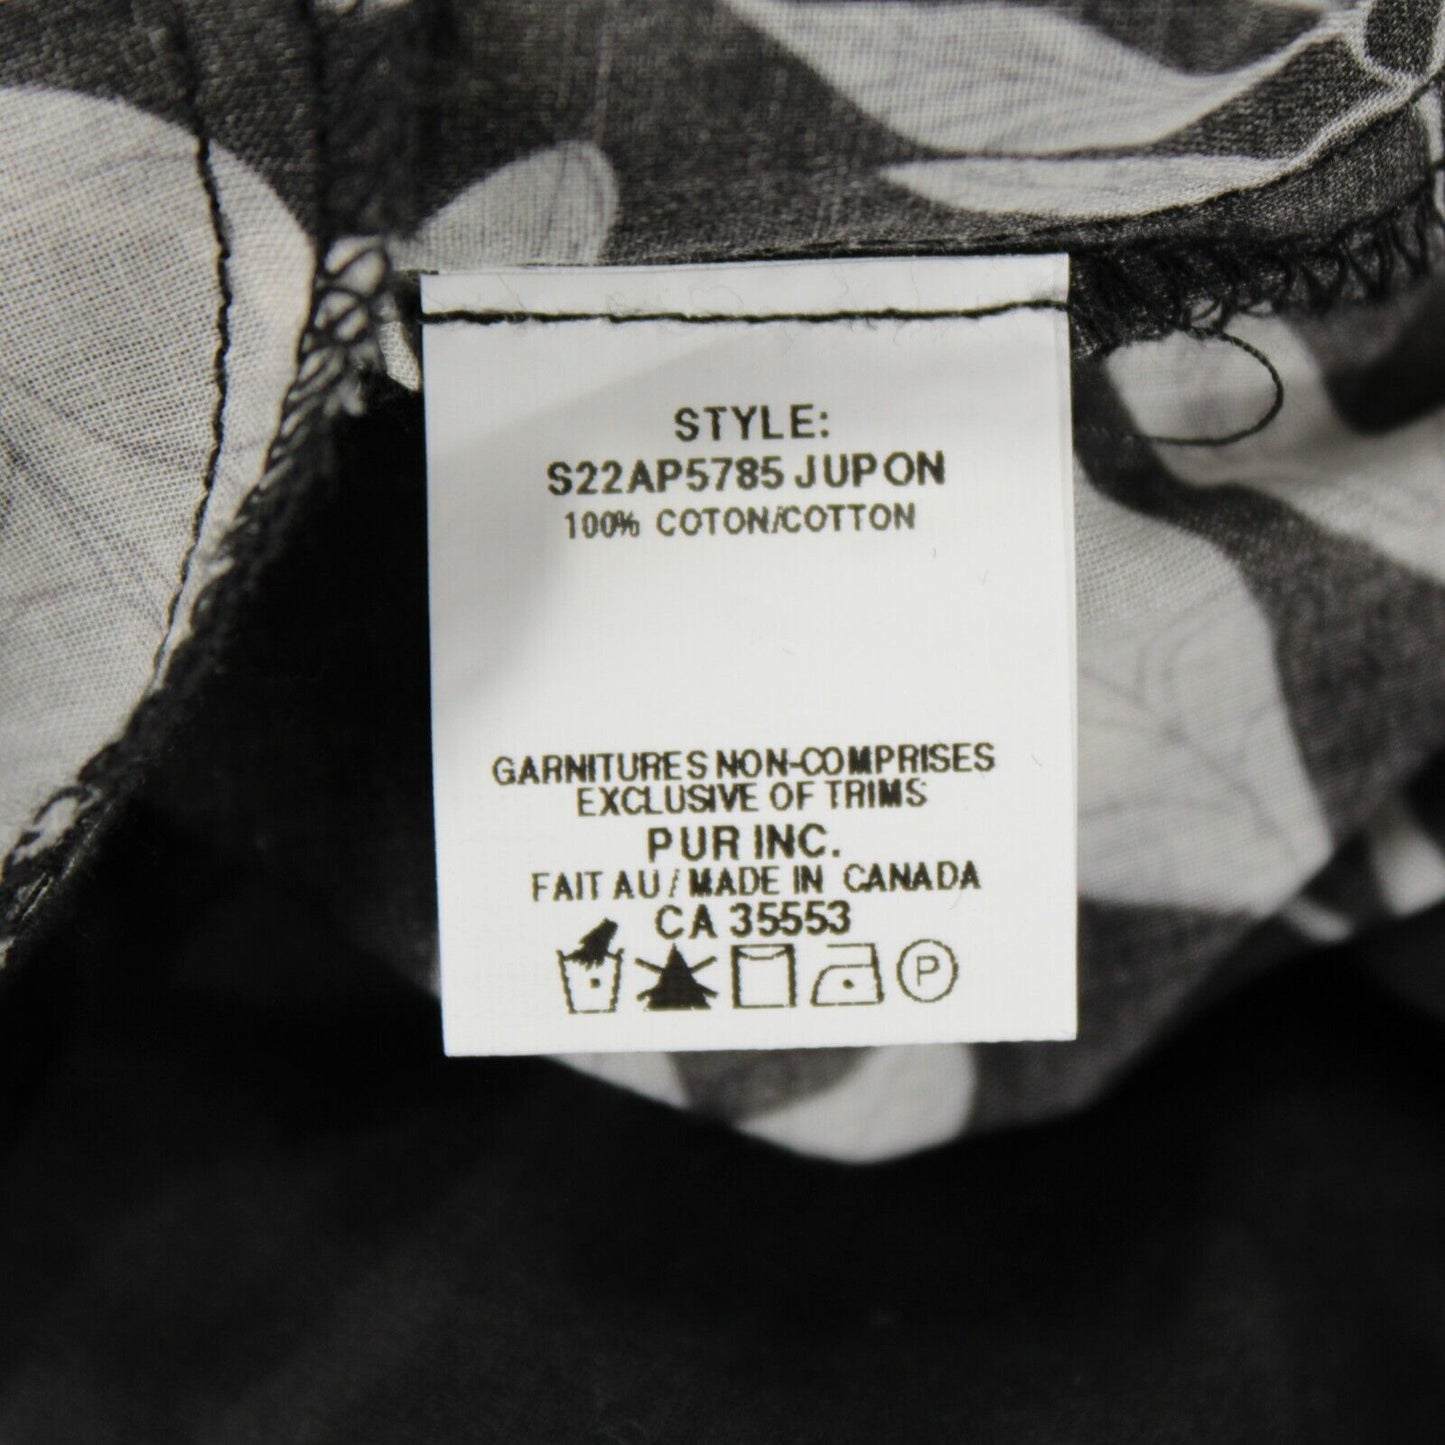 STYLE:
S22AP5785 JUPON
100% COTON/COTTON
GARNITURES NON-COMPRISES
EXCLUSIVE OF TRIMS
PUR INC.
FAIT AU / MADE IN CANADA
CA 35553
P